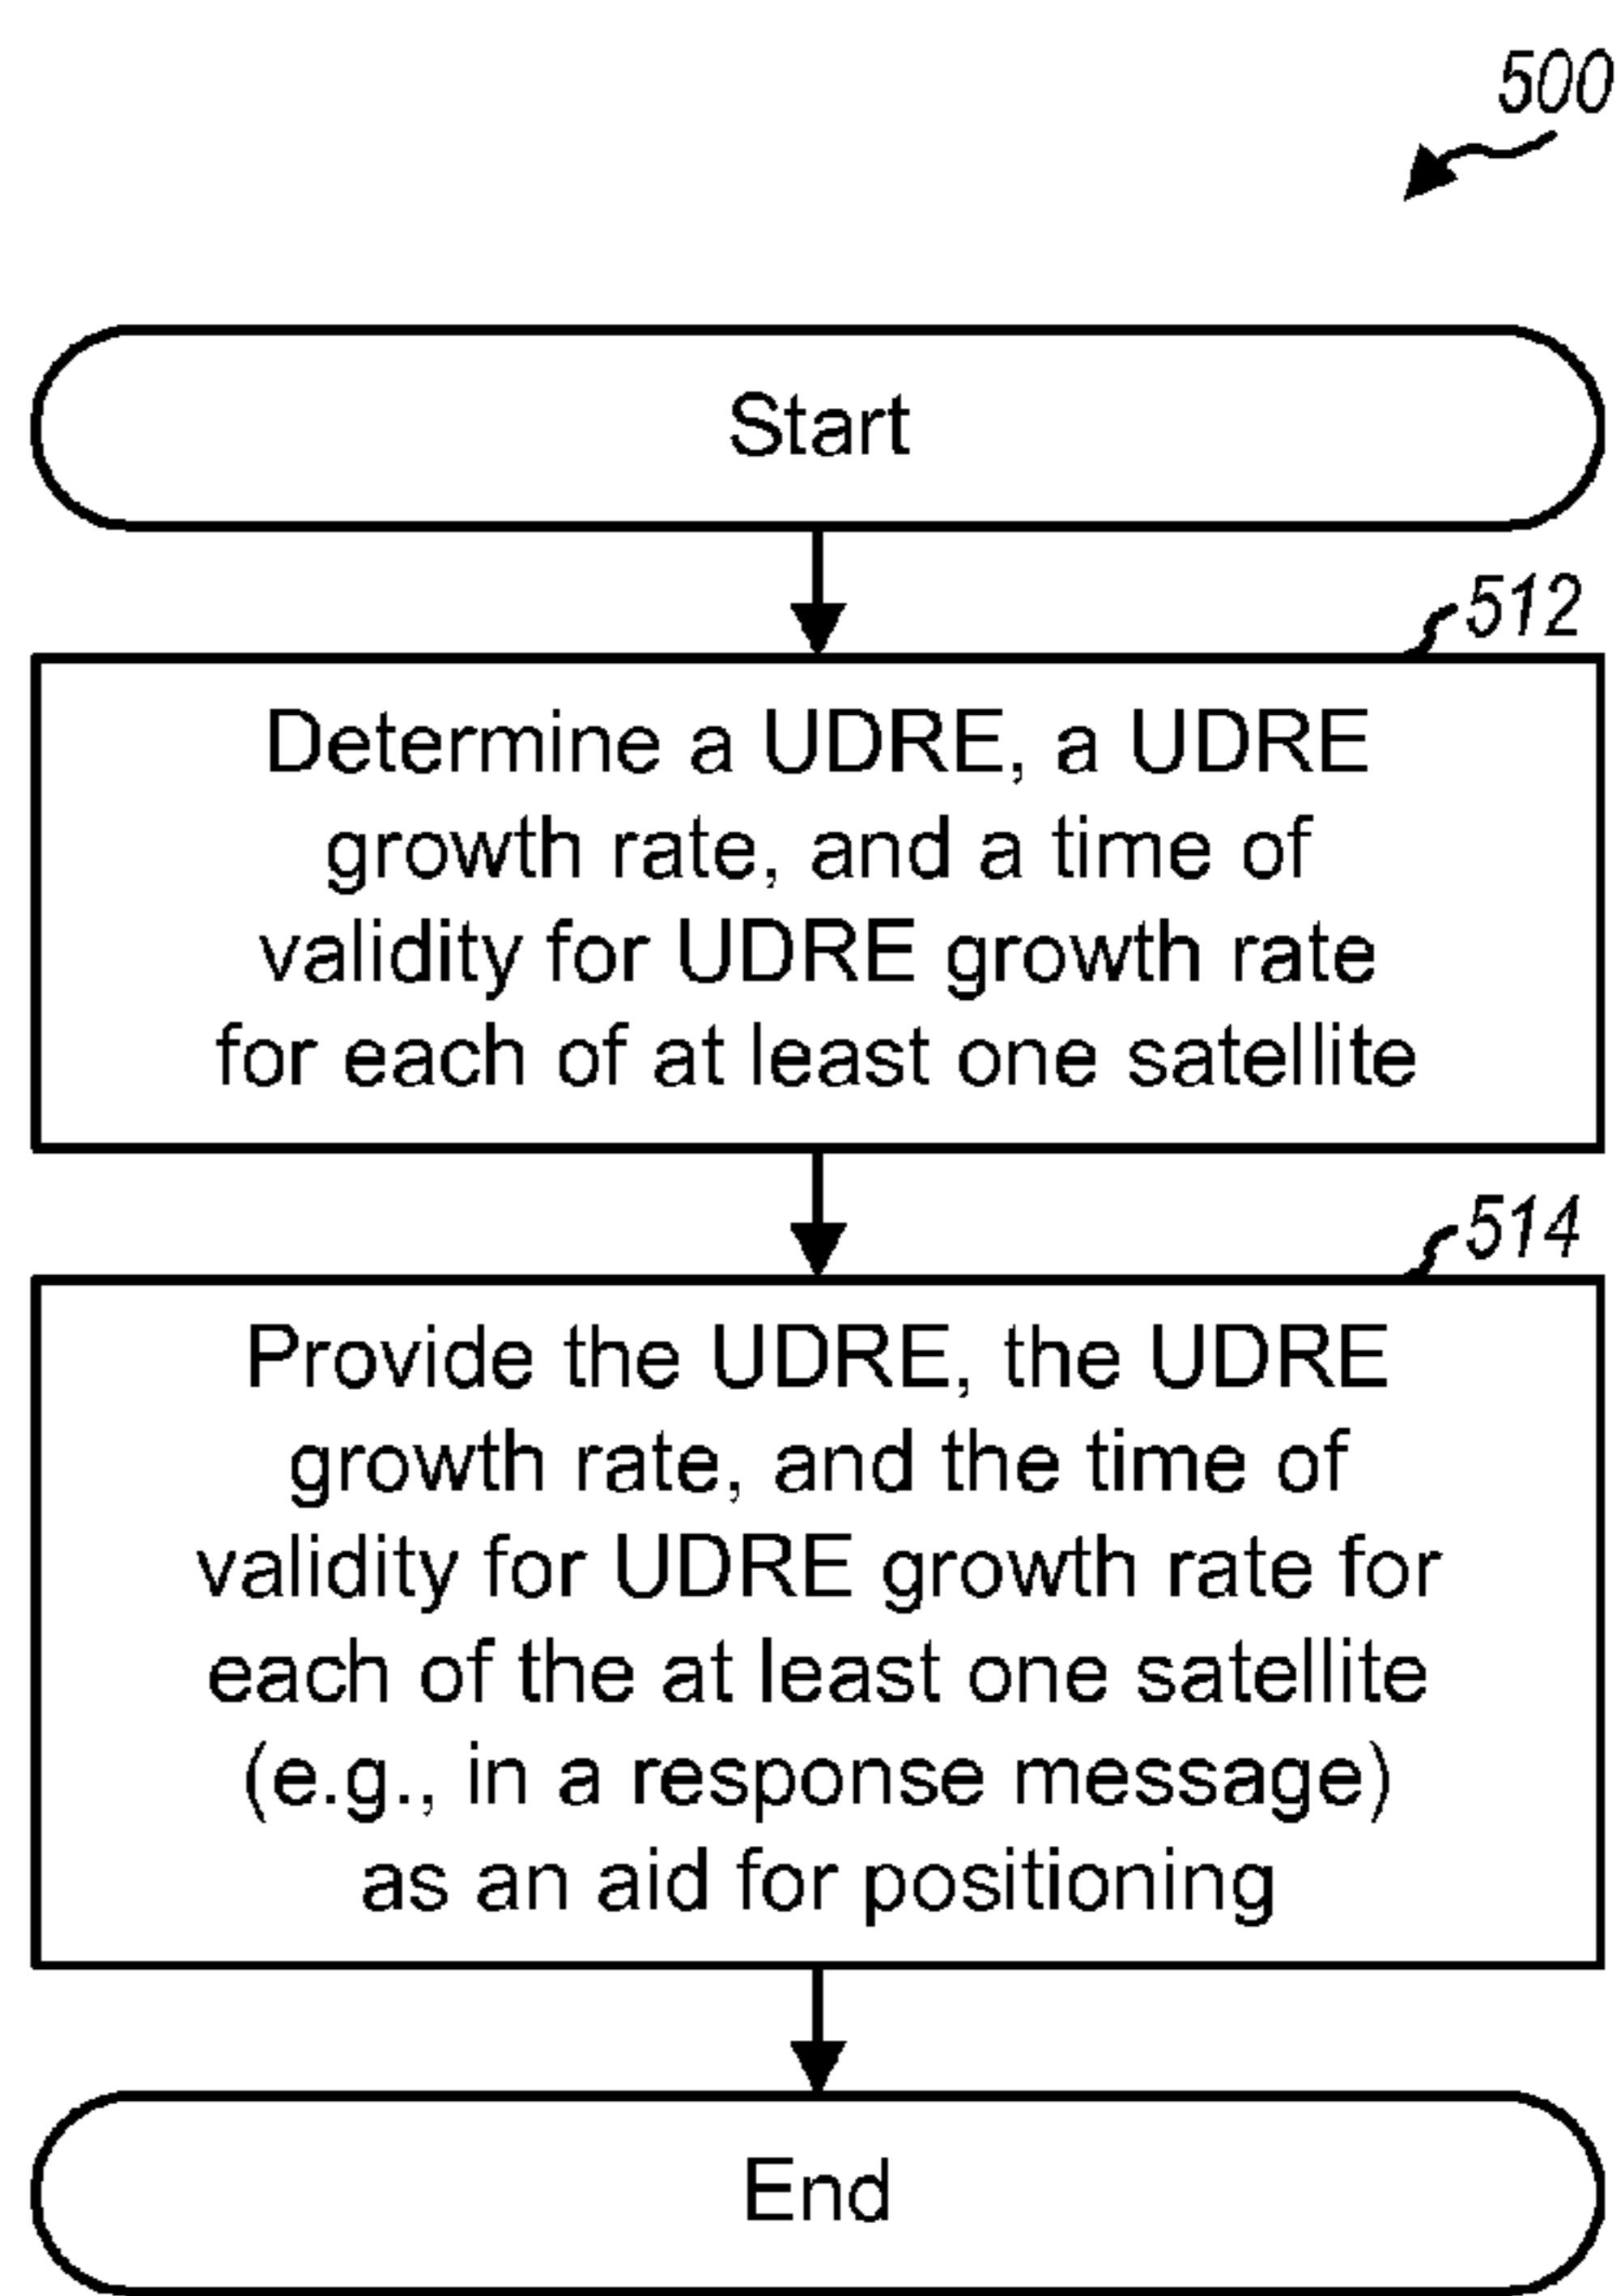 500
Start
512
Determine a UDRE, a UDRE
growth rate, and a time of
validity for UDRE growth rate
for each of at least one satellite
514
Provide the UDRE, the UDRE
growth rate, and the time of
validity for UDRE growth rate for
each of the at least one satellite
(e.g., in a response message)
as an aid for positioning
End